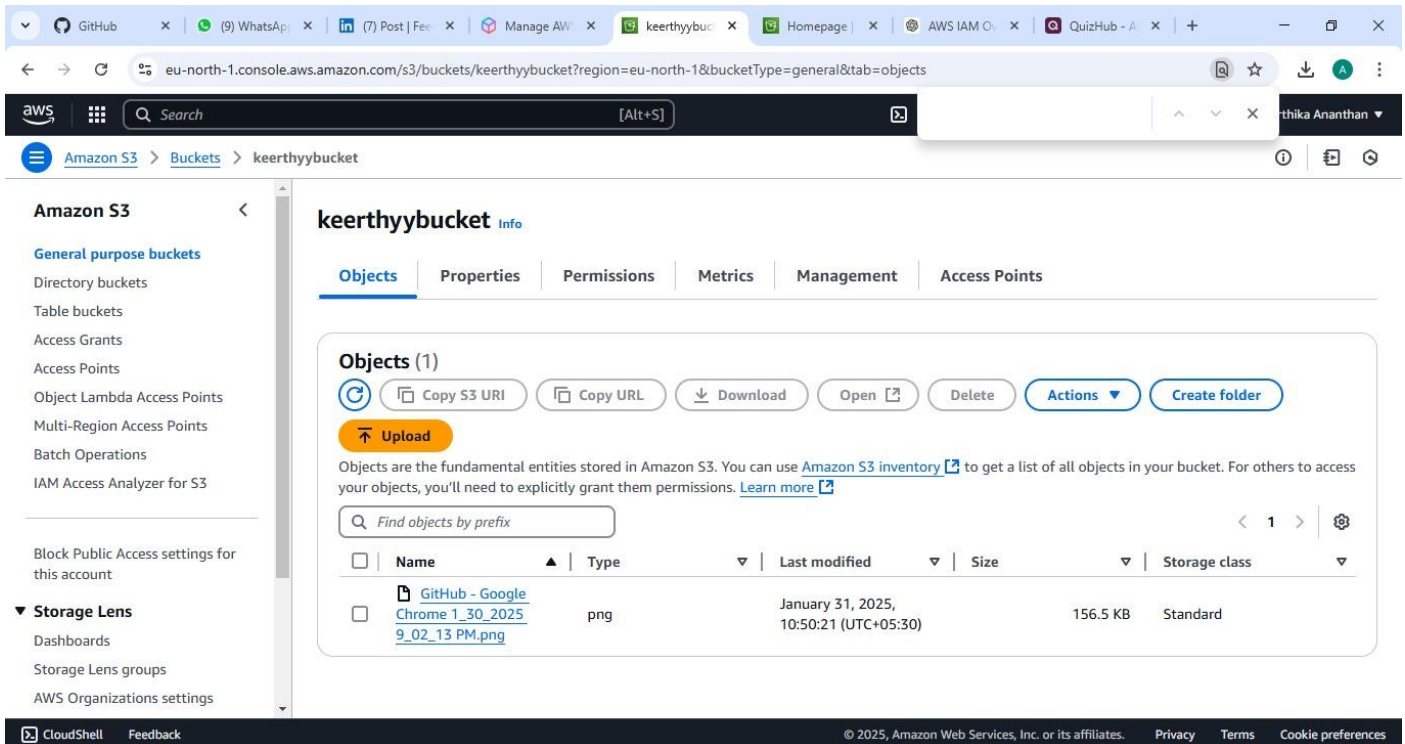 GitHub
(9) WhatsAp
(7) Post | Fee
Manage AW
keerthyybuc
Homepage |
AWS IAM O
QuizHub - A
eu-north-1.console.aws.amazon.com/s3/buckets/keerthyybucket?region=eu-north-1&bucketType=general&tab=objects
A
aws
Search
[Alt+S]
rthika Ananthan
Amazon S3 > Buckets > keerthyybucket
Amazon S3
General purpose buckets
Directory buckets
Table buckets
Access Grants
Access Points
Object Lambda Access Points
Multi-Region Access Points
Batch Operations
IAM Access Analyzer for S3
Block Public Access settings for
this account
Storage Lens
Dashboards
Storage Lens groups
AWS Organizations settings
keerthyybucket Info
Objects Properties Permissions Metrics Management Access Points
Objects (1)
Copy S3 URI Copy URL Download Open Delete Actions Create folder
Upload
Objects are the fundamental entities stored in Amazon S3. You can use Amazon S3 inventory to get a list of all objects in your bucket. For others to access
your objects, you'll need to explicitly grant them permissions. Learn more
Find objects by prefix
1
Name Type Last modified Size Storage class
GitHub - Google
Chrome 1_30_2025
9_02_13 PM.png
png
January 31, 2025,
10:50:21 (UTC+05:30)
156.5 KB
Standard
CloudShell Feedback © 2025, Amazon Web Services, Inc. or its affiliates. Privacy Terms Cookie preferences